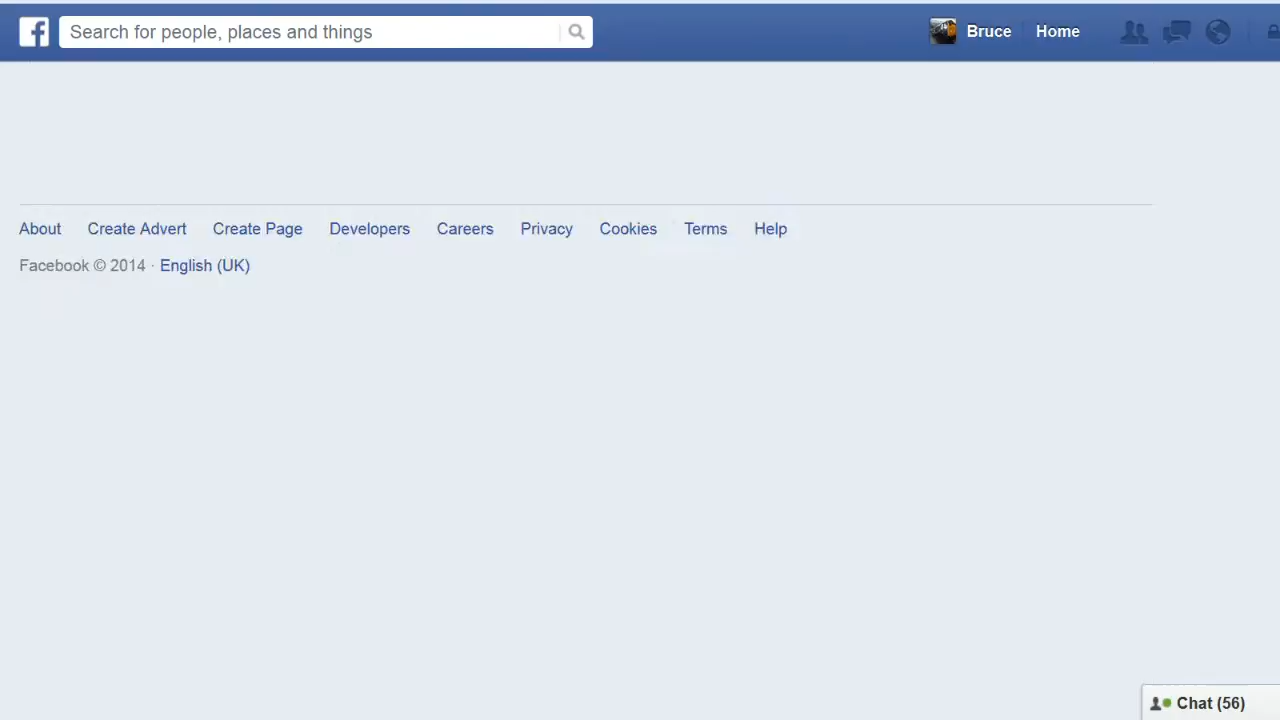 Search for people, places and things
Bruce Home
About Create Advert Create Page Developers Careers Privacy Cookies Terms Help
Facebook © 2014 · English (UK)
Chat (56)